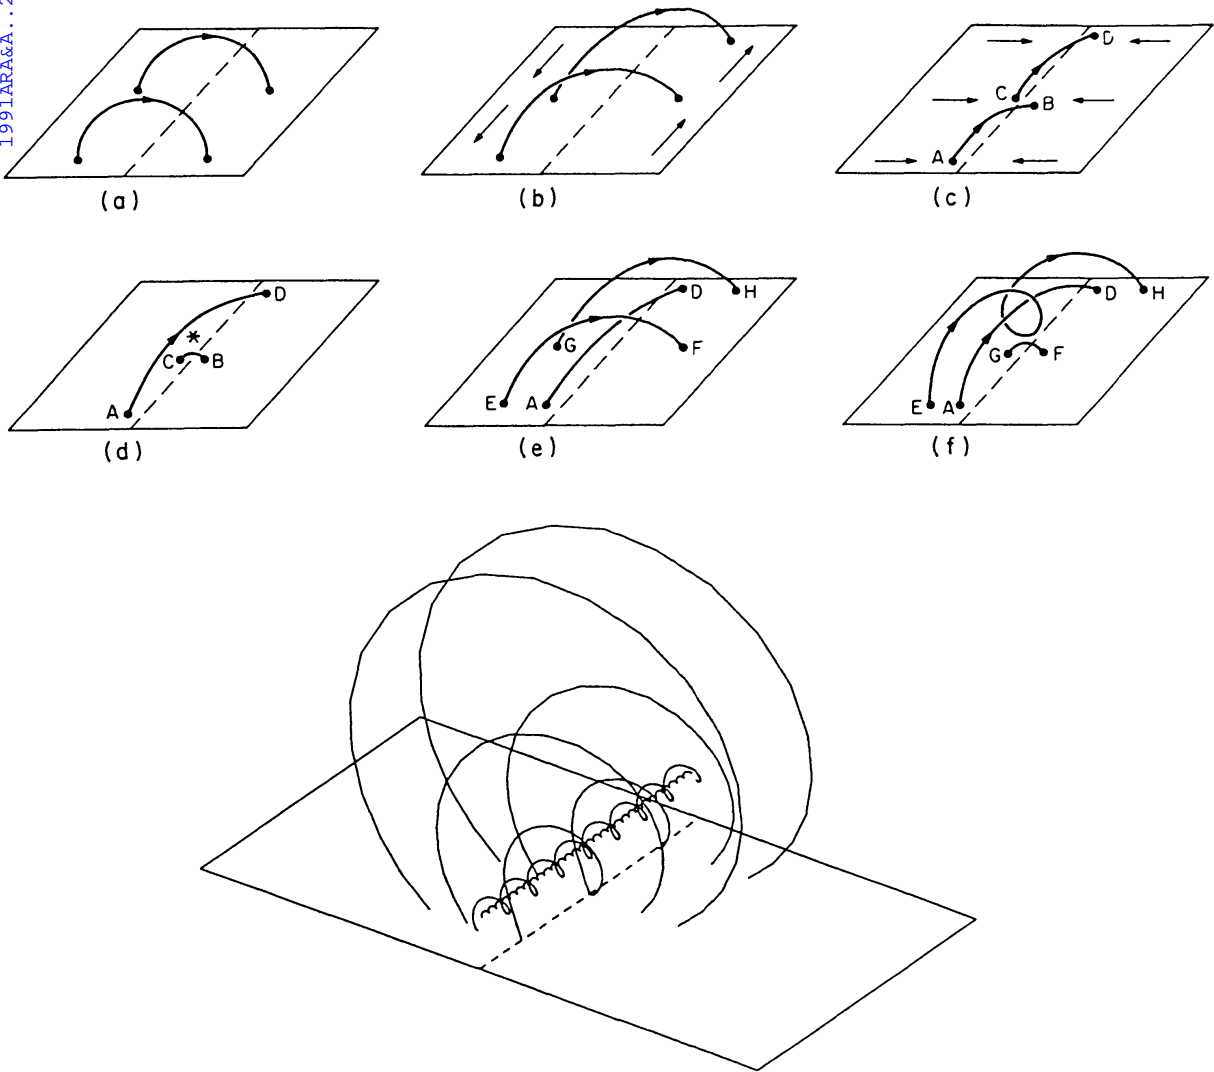 1991ARA&A..2
(a)
(b)
D
C
B
A
(c)
D
*
C B
A
(d)
D H
G F
E A
(e)
D H
G F
E A
(f)